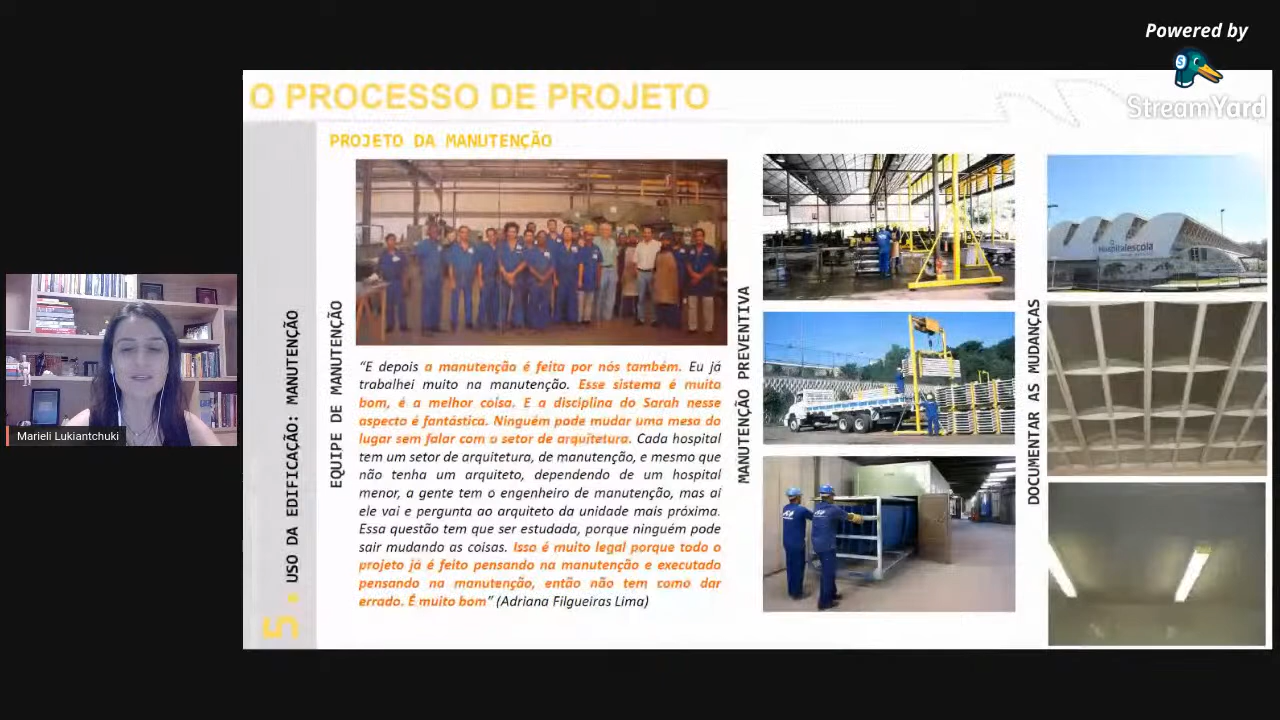 Powered by
StreamYard
O PROCESSO DE PROJETO
PROJETO DA MANUTENÇÃO
5. USO DA EDIFICAÇÃO: MANUTENÇÃO
EQUIPE DE MANUTENÇÃO
“E depois a manutenção é feita por nós também. Eu já
trabalhei muito na manutenção. Esse sistema é muito
bom, é a melhor coisa. E a disciplina do Sarah nesse
aspecto é fantástica. Ninguém pode mudar uma mesa do
lugar sem falar com o setor de arquitetura. Cada hospital
tem um setor de arquitetura, de manutenção, e mesmo que
não tenha um arquiteto, dependendo de um hospital
menor, a gente tem o engenheiro de manutenção, mas aí
ele vai e pergunta ao arquiteto da unidade mais próxima.
Essa questão tem que ser estudada, porque ninguém pode
sair mudando as coisas. Isso é muito legal porque todo o
projeto já é feito pensando na manutenção e executado
pensando na manutenção, então não tem como dar
errado. É muito bom” (Adriana Filgueiras Lima)
MANUTENÇÃO PREVENTIVA
DOCUMENTAR AS MUDANÇAS
Hospitalescola
Marieli Lukiantchuki